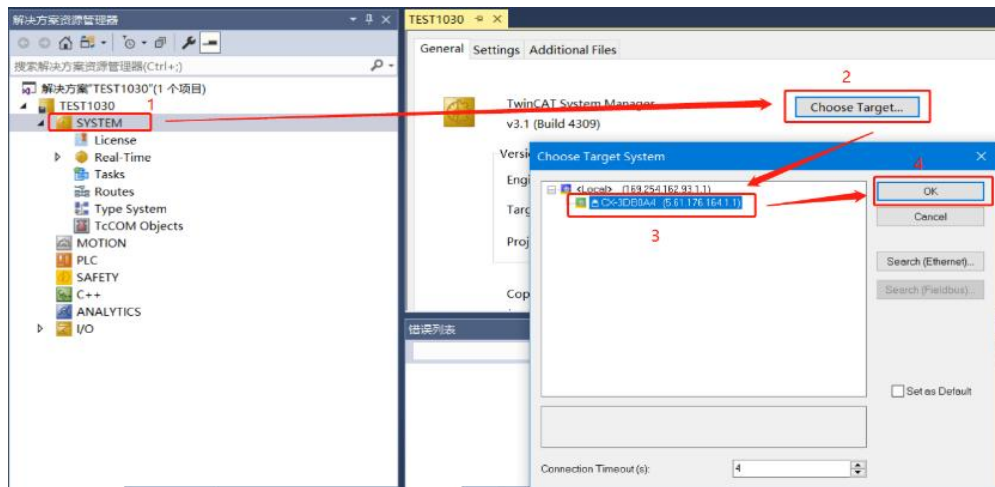 解决方案资源管理器
搜索解决方案资源管理器(Ctrl+;)
解决方案"TEST1030"(1 个项目)
TEST1030
1
SYSTEM
License
Real-Time
Tasks
Routes
Type System
TcCOM Objects
MOTION
PLC
SAFETY
C++
ANALYTICS
I/O
TEST1030
General Settings Additional Files
2
TwinCAT System Manager
Choose Target...
v3.1 (Build 4309)
Versi
Engi
Targ
Proj
Cop
错误列表
Choose Target System
4
<Local> (169.254.162.93.1.1)
CX-3DB8A4 (5.61.176.164.1.1)
3
OK
Cancel
Search (Ethernet)...
Search (Fieldbus)...
Set as Default
Connection Timeout (s):
4